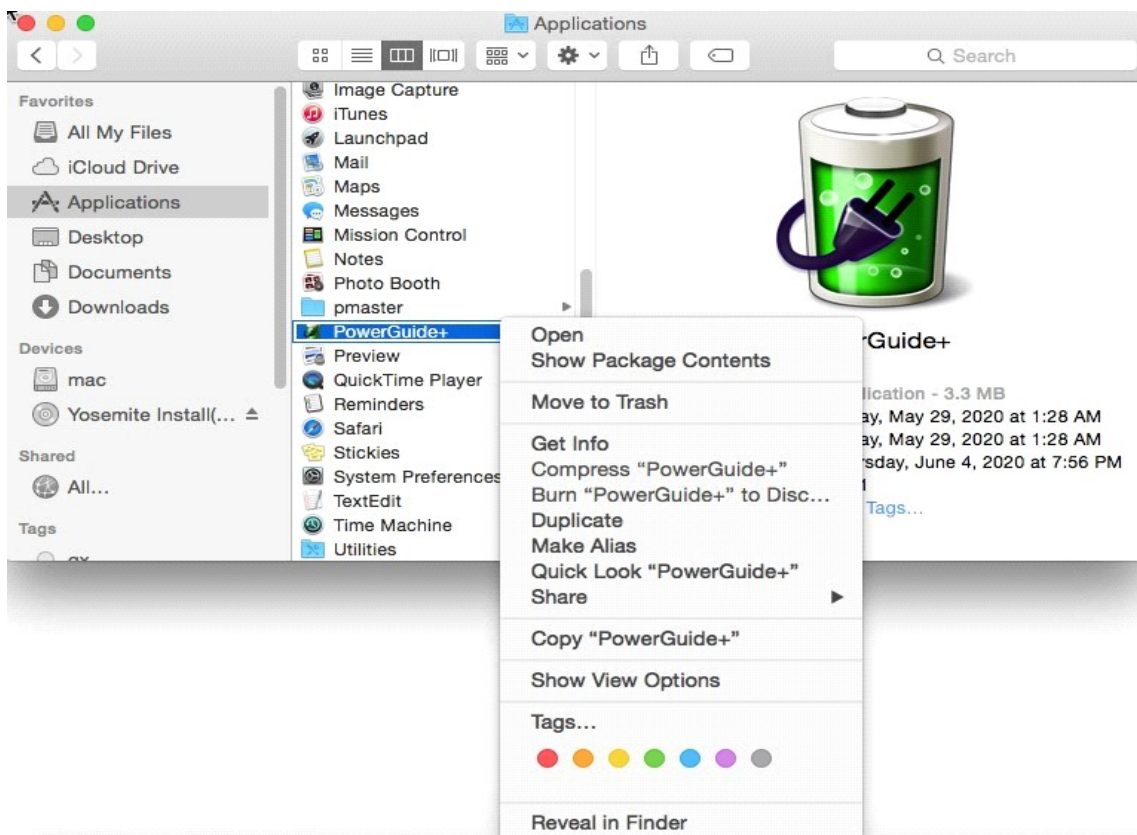 Applications
Search
Favorites
All My Files
iCloud Drive
Applications
Desktop
Documents
Downloads
Devices
mac
Yosemite Install(...
Shared
All...
Tags
Image Capture
iTunes
Launchpad
Mail
Maps
Messages
Mission Control
Notes
Photo Booth
pmaster
PowerGuide+
Preview
QuickTime Player
Reminders
Safari
Stickies
System Preferences
TextEdit
Time Machine
Utilities
rGuide+
lication - 3.3 MB
ay, May 29, 2020 at 1:28 AM
ay, May 29, 2020 at 1:28 AM
rsday, June 4, 2020 at 7:56 PM
Tags...
Open
Show Package Contents
Move to Trash
Get Info
Compress “PowerGuide+”
Burn “PowerGuide+” to Disc...
Duplicate
Make Alias
Quick Look “PowerGuide+”
Share
Copy “PowerGuide+”
Show View Options
Tags...
Reveal in Finder